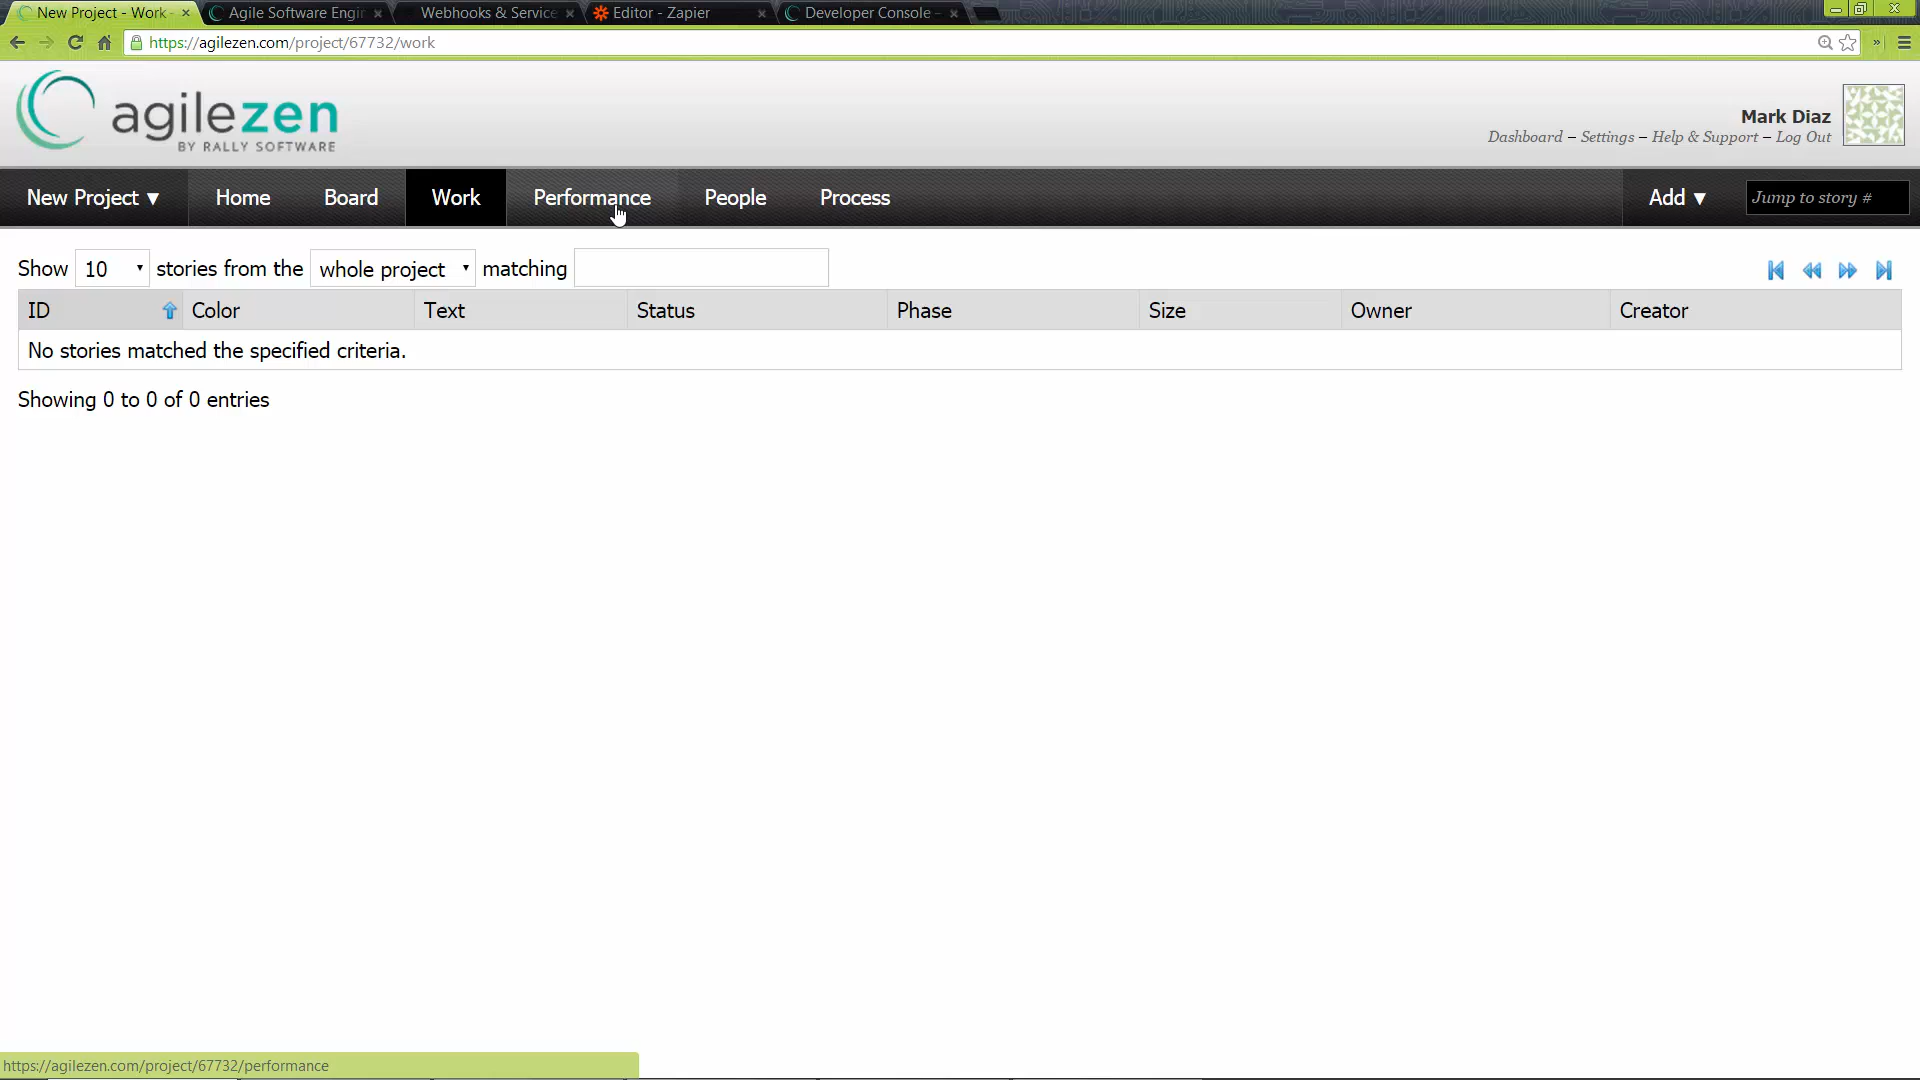 New Project - Work -
Agile Software Engin
Webhooks & Service
Editor - Zapier
Developer Console -
https://agilezen.com/project/67732/work
agilezen
BY RALLY SOFTWARE
Mark Diaz
Dashboard – Settings – Help & Support – Log Out
New Project ▼ Home Board Work Performance People Process Add ▼ Jump to story #
Show 10 stories from the whole project matching
ID Color Text Status Phase Size Owner Creator
No stories matched the specified criteria.
Showing 0 to 0 of 0 entries
https://agilezen.com/project/67732/performance